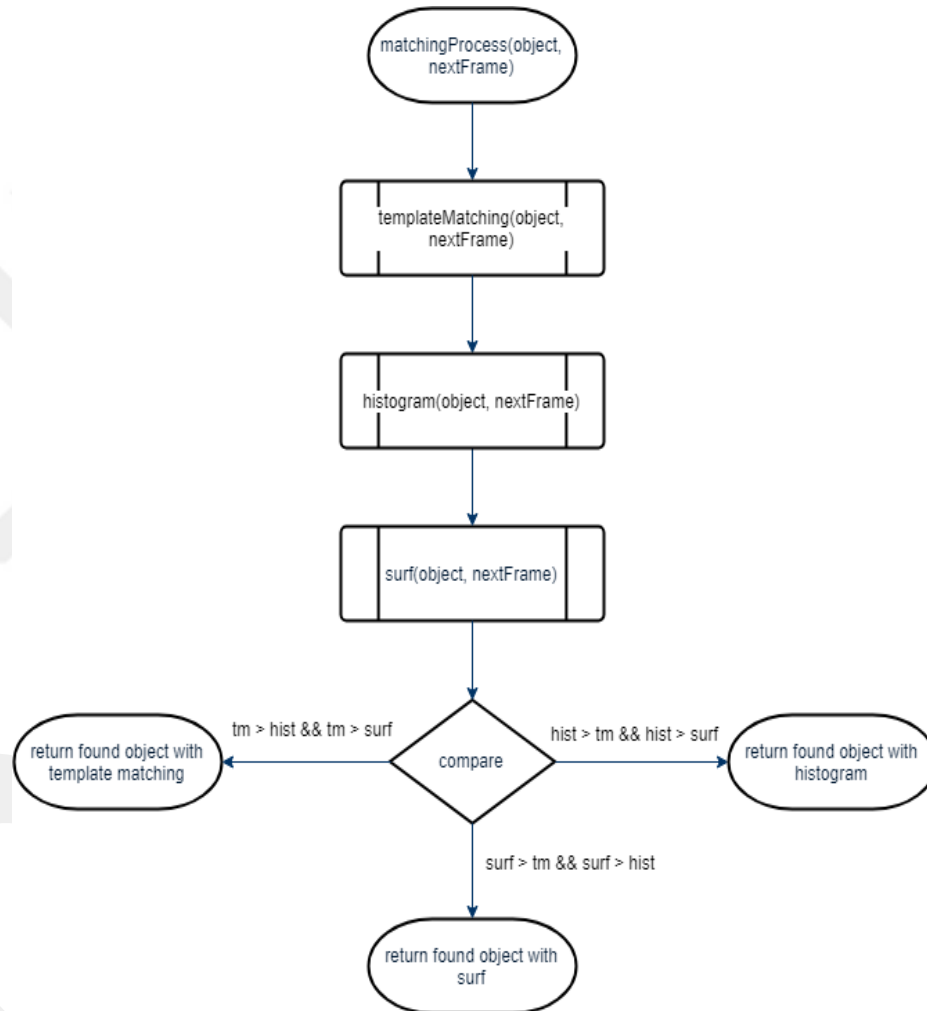 matchingProcess(object,
nextFrame)
templateMatching(object,
nextFrame)
histogram(object, nextFrame)
surf(object, nextFrame)
tm > hist && tm > surf
hist > tm && hist > surf
return found object with
template matching
compare
return found object with
histogram
surf > tm && surf > hist
return found object with
surf